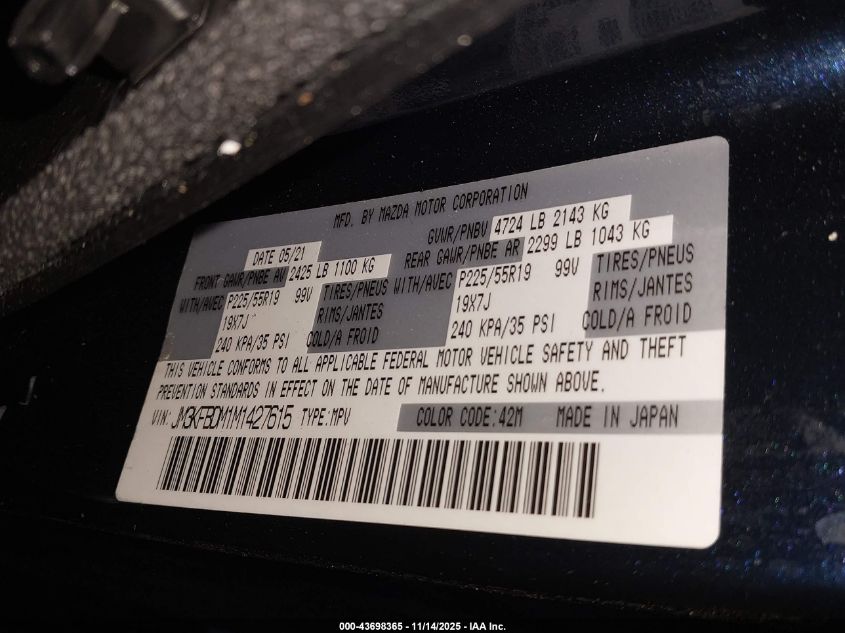 MFD. BY MAZDA MOTOR CORPORATION
DATE 05/21 GVWR/PNBV 4724 LB 2143 KG
FRONT GAWR/PNBE AV 2425 LB 1100 KG REAR GAWR/PNBE AR 2299 LB 1043 KG
WITH/AVEC P225/55R19 99V TIRES/PNEUS WITH/AVEC P225/55R19 99V TIRES/PNEUS
19X7J RIMS/JANTES 19X7J RIMS/JANTES
240 KPA/35 PSI COLD/A FROID 240 KPA/35 PSI COLD/A FROID
THIS VEHICLE CONFORMS TO ALL APPLICABLE FEDERAL MOTOR VEHICLE SAFETY AND THEFT
PREVENTION STANDARDS IN EFFECT ON THE DATE OF MANUFACTURE SHOWN ABOVE.
VIN: JM3KFBDM1M1427615 TYPE:MPV COLOR CODE:42M MADE IN JAPAN
000-43698365 - 11/14/2025 - IAA Inc.